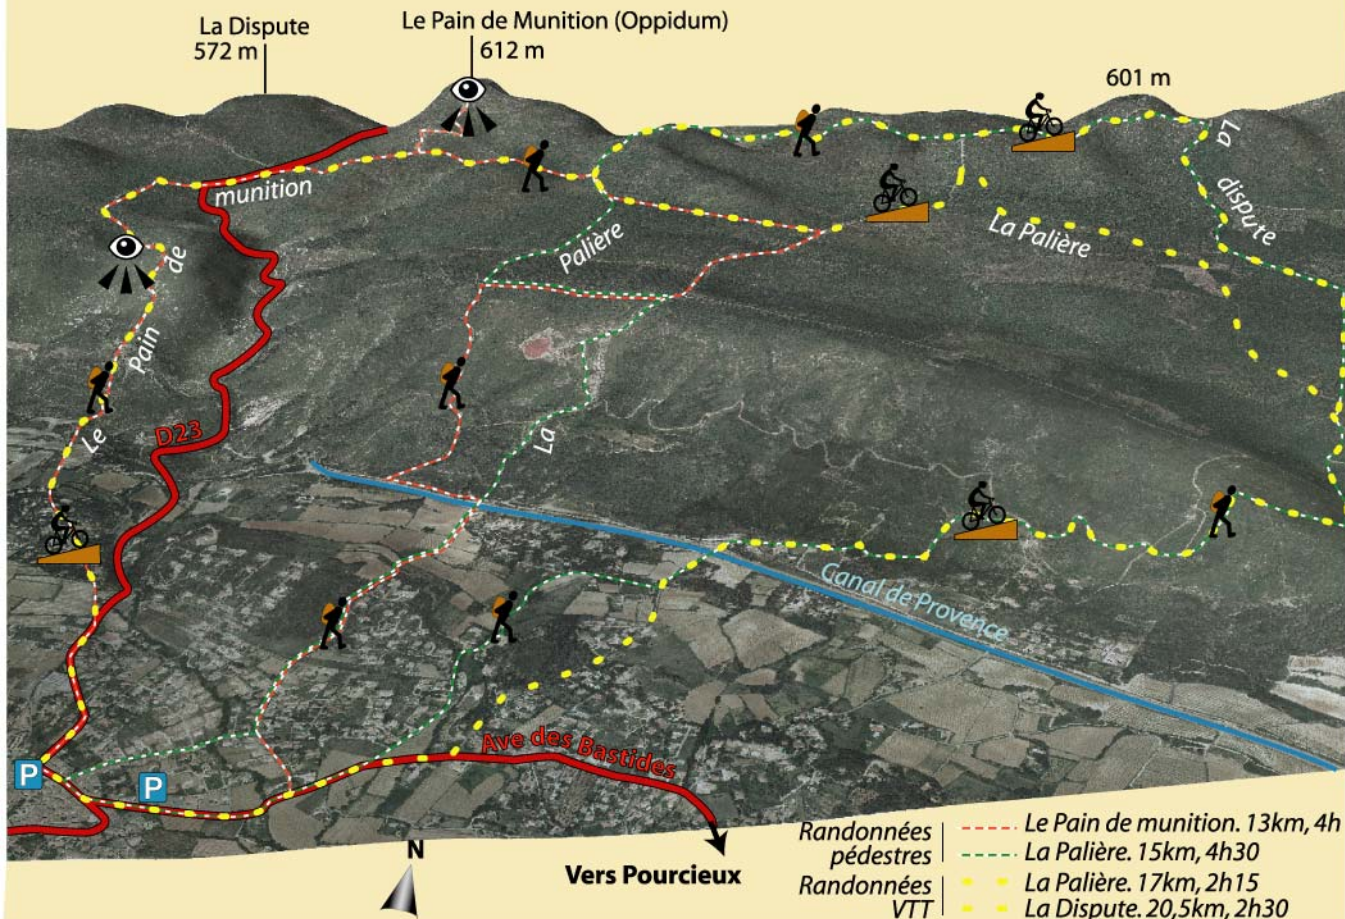 La Dispute
572 m
Le Pain de Munition (Oppidum)
612 m
601 m
La dispute
munition
de
Pain
Le
Palière
La
La Palière
D23
Canal de Provence
Ave des Bastides
P
P
N
Vers Pourcieux
Randonnées pédestres
Le Pain de munition. 13km, 4h
La Palière. 15km, 4h30
Randonnées VTT
La Palière. 17km, 2h15
La Dispute. 20,5km, 2h30